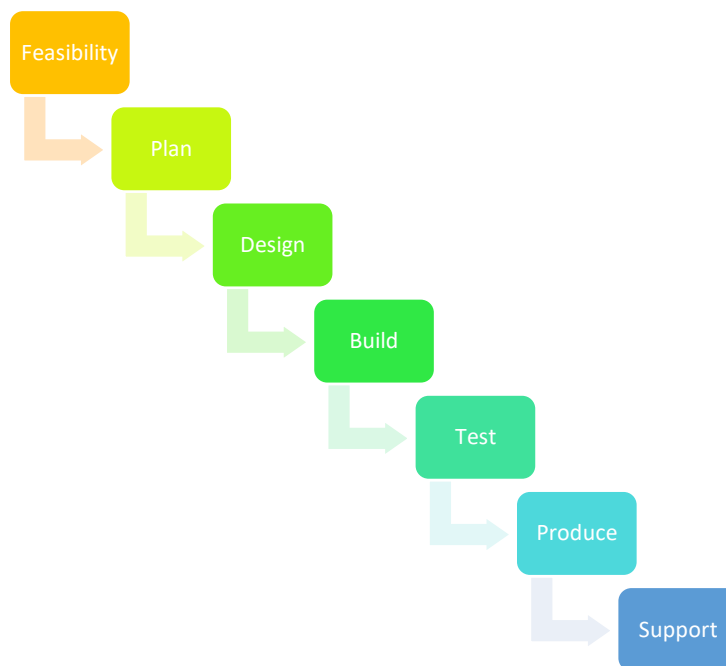 Feasibility
Plan
Design
Build
Test
Produce
Support